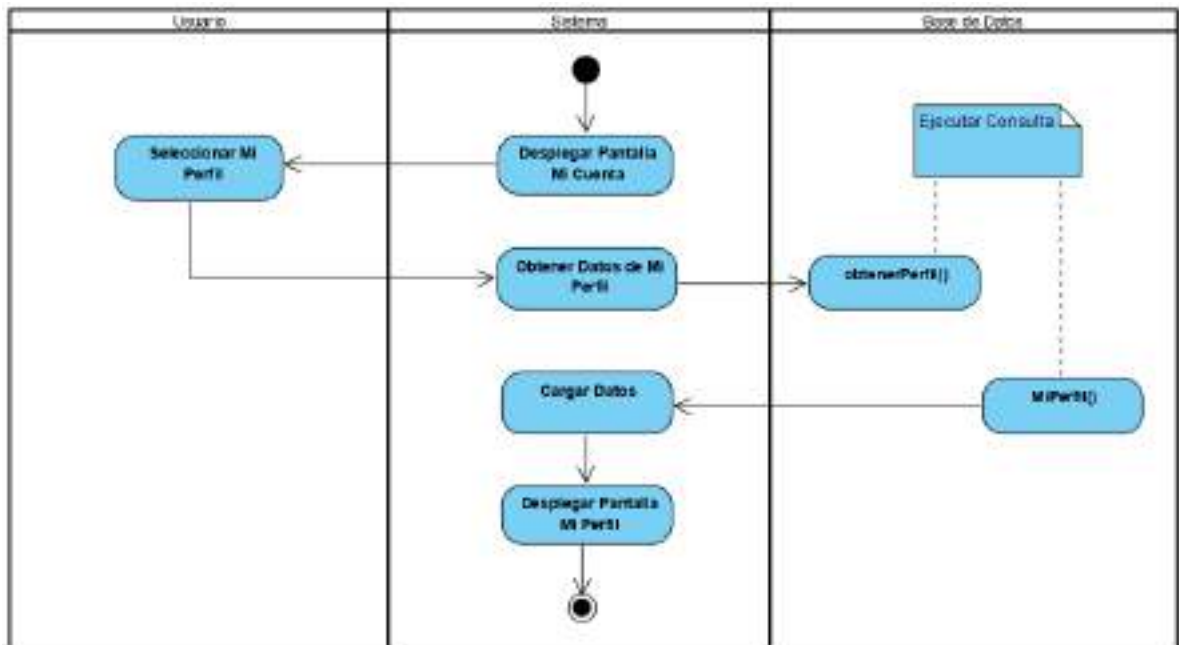 Usuario
Sistema
Base de Datos
Ejecutar Consulta
Seleccionar Mi
Perfil
Desplegar Pantalla
Mi Cuenta
Obtener Datos de Mi
Perfil
obtenerPerfil()
Cargar Datos
MiPerfil()
Desplegar Pantalla
Mi Perfil